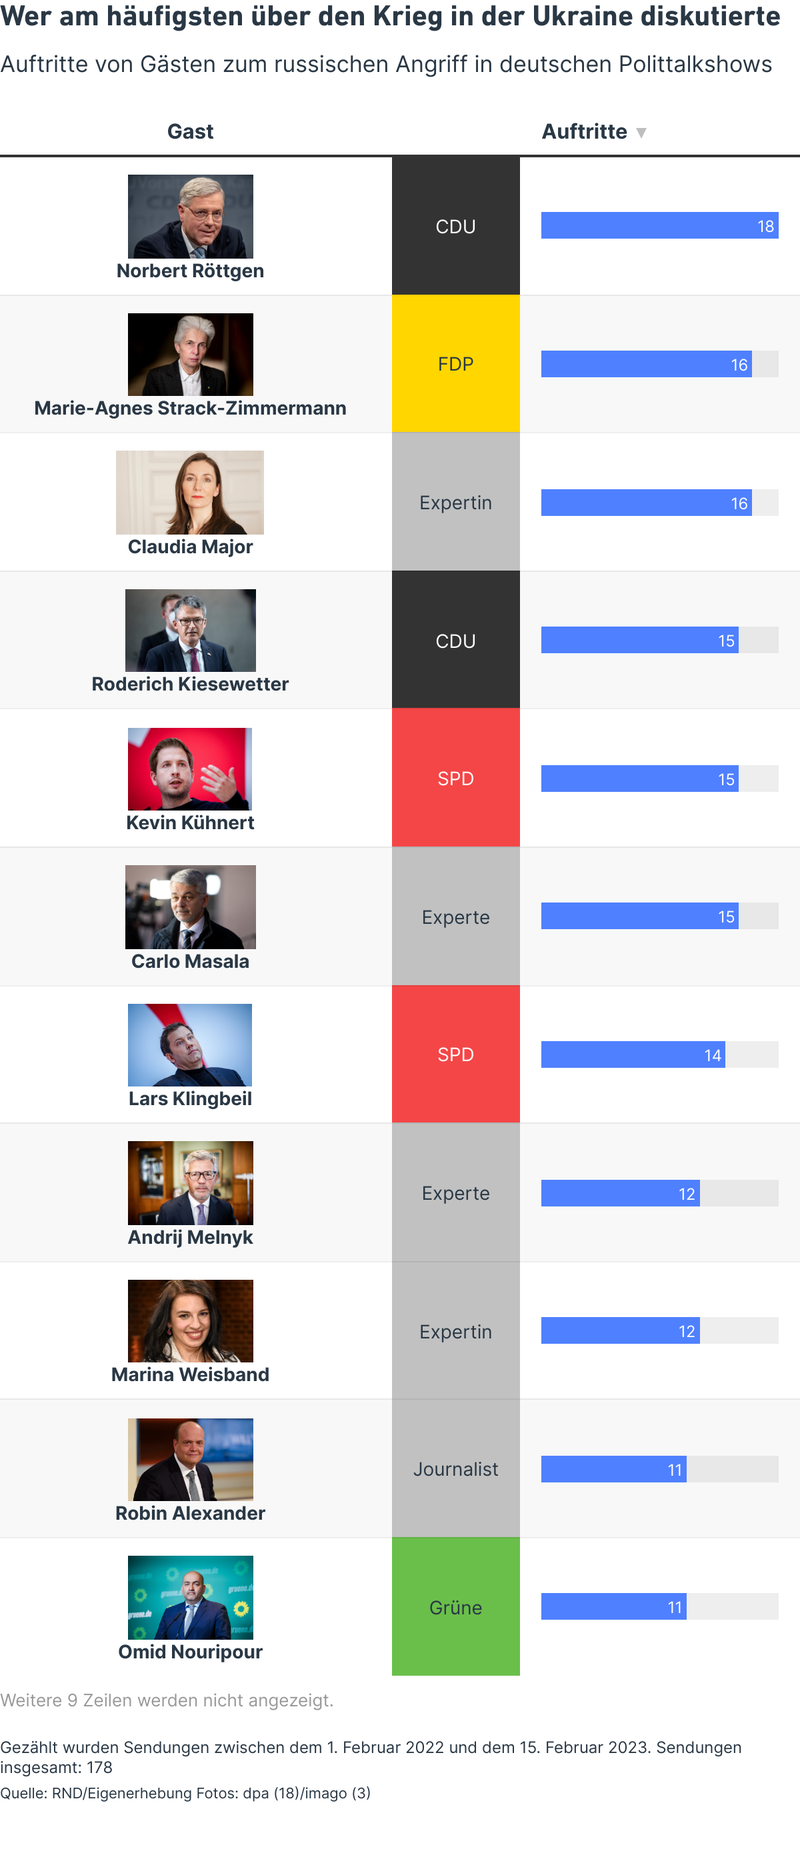 Wer am häufigsten über den Krieg in der Ukraine diskutierte
Auftritte von Gästen zum russischen Angriff in deutschen Polittalkshows
Gast
Auftritte ▼
CDU
18
Norbert Röttgen
FDP
16
Marie-Agnes Strack-Zimmermann
Expertin
16
Claudia Major
CDU
15
Roderich Kiesewetter
SPD
15
Kevin Kühnert
Experte
15
Carlo Masala
SPD
14
Lars Klingbeil
Experte
12
Andrij Melnyk
Expertin
12
Marina Weisband
Journalist
11
Robin Alexander
Grüne
11
Omid Nouripour
Weitere 9 Zeilen werden nicht angezeigt.
Gezählt wurden Sendungen zwischen dem 1. Februar 2022 und dem 15. Februar 2023. Sendungen
insgesamt: 178
Quelle: RND/Eigenerhebung Fotos: dpa (18)/imago (3)